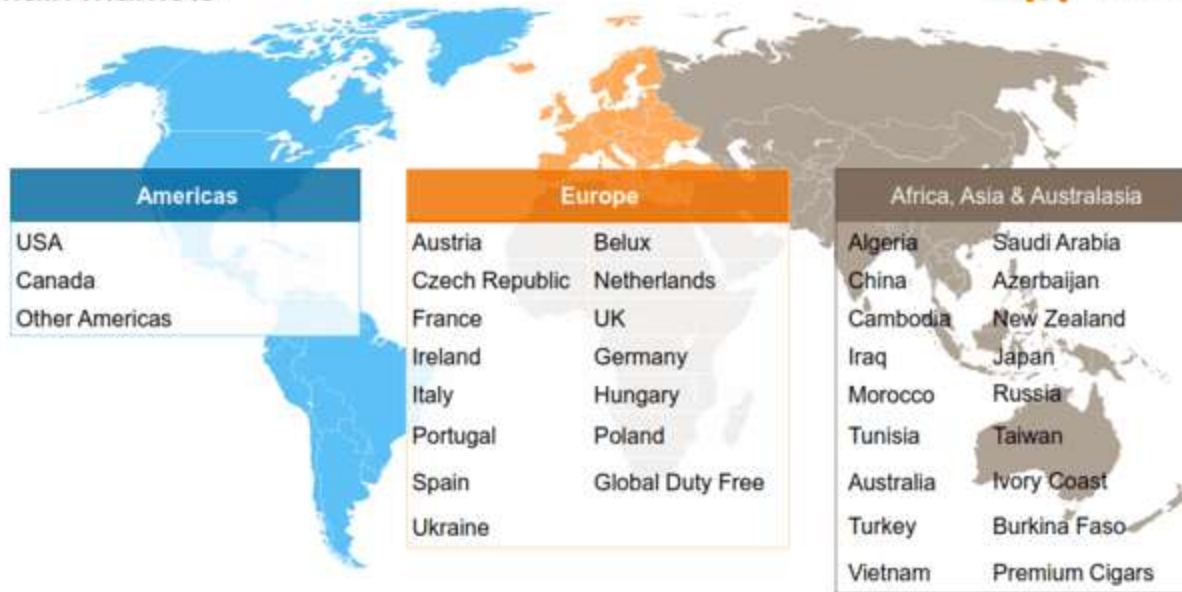 Americas
USA
Canada
Other Americas
Europe
Austria Belux
Czech Republic Netherlands
France UK
Ireland Germany
Italy Hungary
Portugal Poland
Spain Global Duty Free
Ukraine
Africa, Asia & Australasia
Algeria Saudi Arabia
China Azerbaijan
Cambodia New Zealand
Iraq Japan
Morocco Russia
Tunisia Taiwan
Australia Ivory Coast
Turkey Burkina Faso
Vietnam Premium Cigars